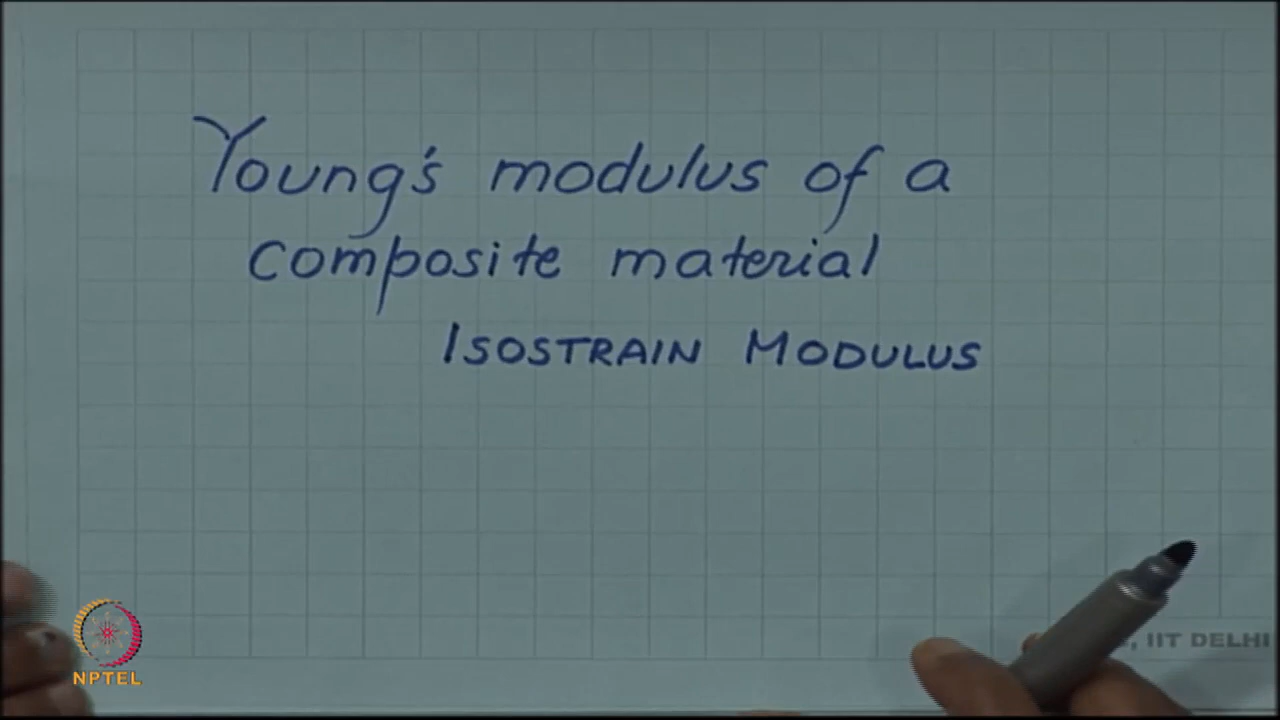 Young's modulus of a
composite material
ISOSTRAIN MODULUS
, IIT DELHI
NPTEL